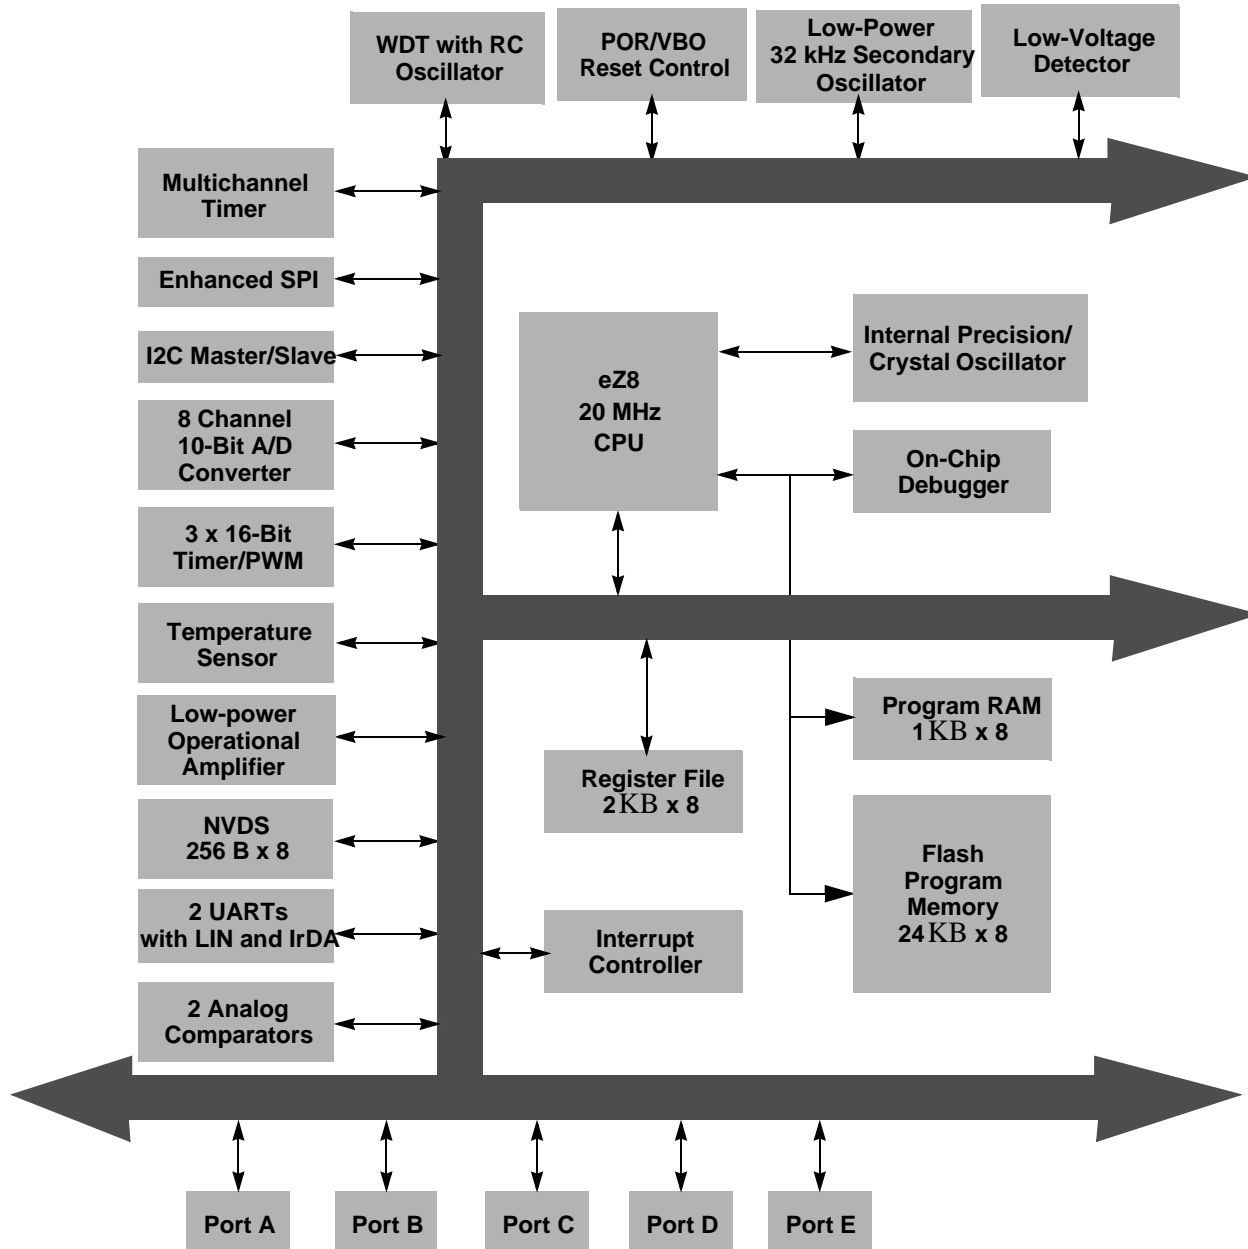 WDT with RC
Oscillator
POR/VBO
Reset Control
Low-Power
32 kHz Secondary
Oscillator
Low-Voltage
Detector
Multichannel
Timer
Enhanced SPI
I2C Master/Slave
8 Channel
10-Bit A/D
Converter
3 x 16-Bit
Timer/PWM
Temperature
Sensor
Low-power
Operational
Amplifier
NVDS
256 B x 8
2 UARTs
with LIN and IrDA
2 Analog
Comparators
eZ8
20 MHz
CPU
Internal Precision/
Crystal Oscillator
On-Chip
Debugger
Register File
2KB x 8
Program RAM
1KB x 8
Flash
Program
Memory
24KB x 8
Interrupt
Controller
Port A
Port B
Port C
Port D
Port E